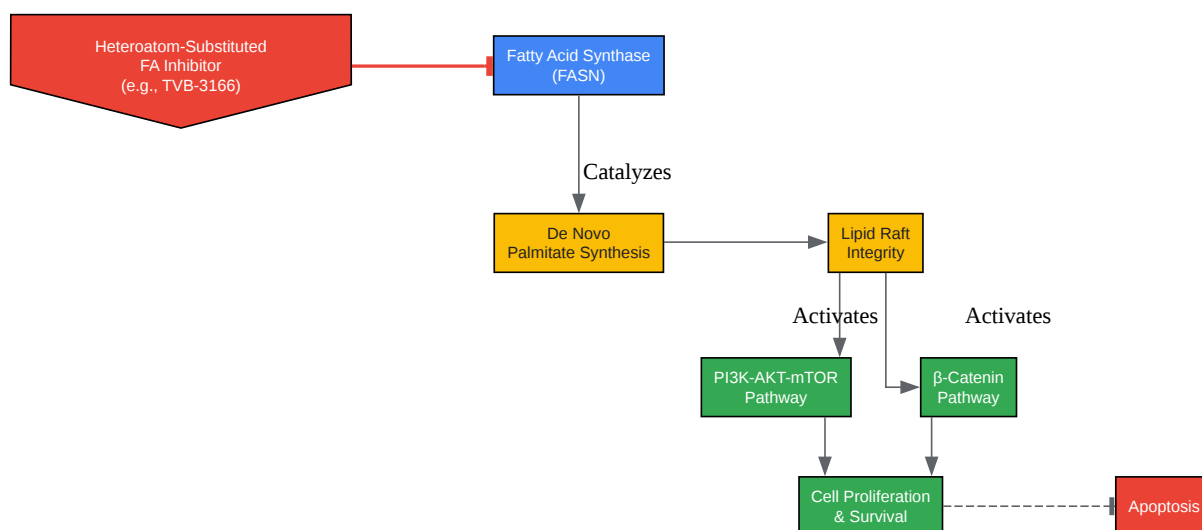 Heteroatom-Substituted
FA Inhibitor
(e.g., TVB-3166)
Fatty Acid Synthase
(FASN)
Catalyzes
De Novo
Palmitate Synthesis
Lipid Raft
Integrity
Activates
Activates
PI3K-AKT-mTOR
Pathway
β-Catenin
Pathway
Cell Proliferation
& Survival
Apoptosis